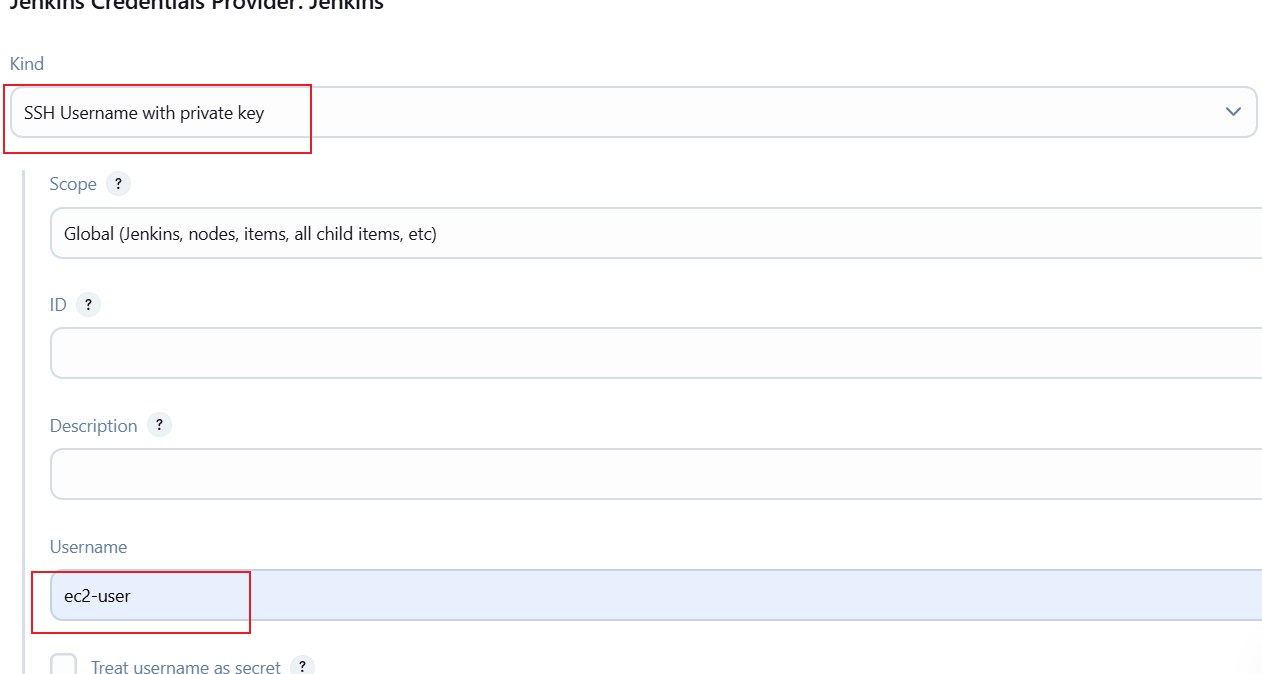 Jenkins Credentials Provider: Jenkins
Kind
SSH Username with private key
Scope ?
Global (Jenkins, nodes, items, all child items, etc)
ID ?
Description ?
Username
ec2-user
Treat username as secret ?